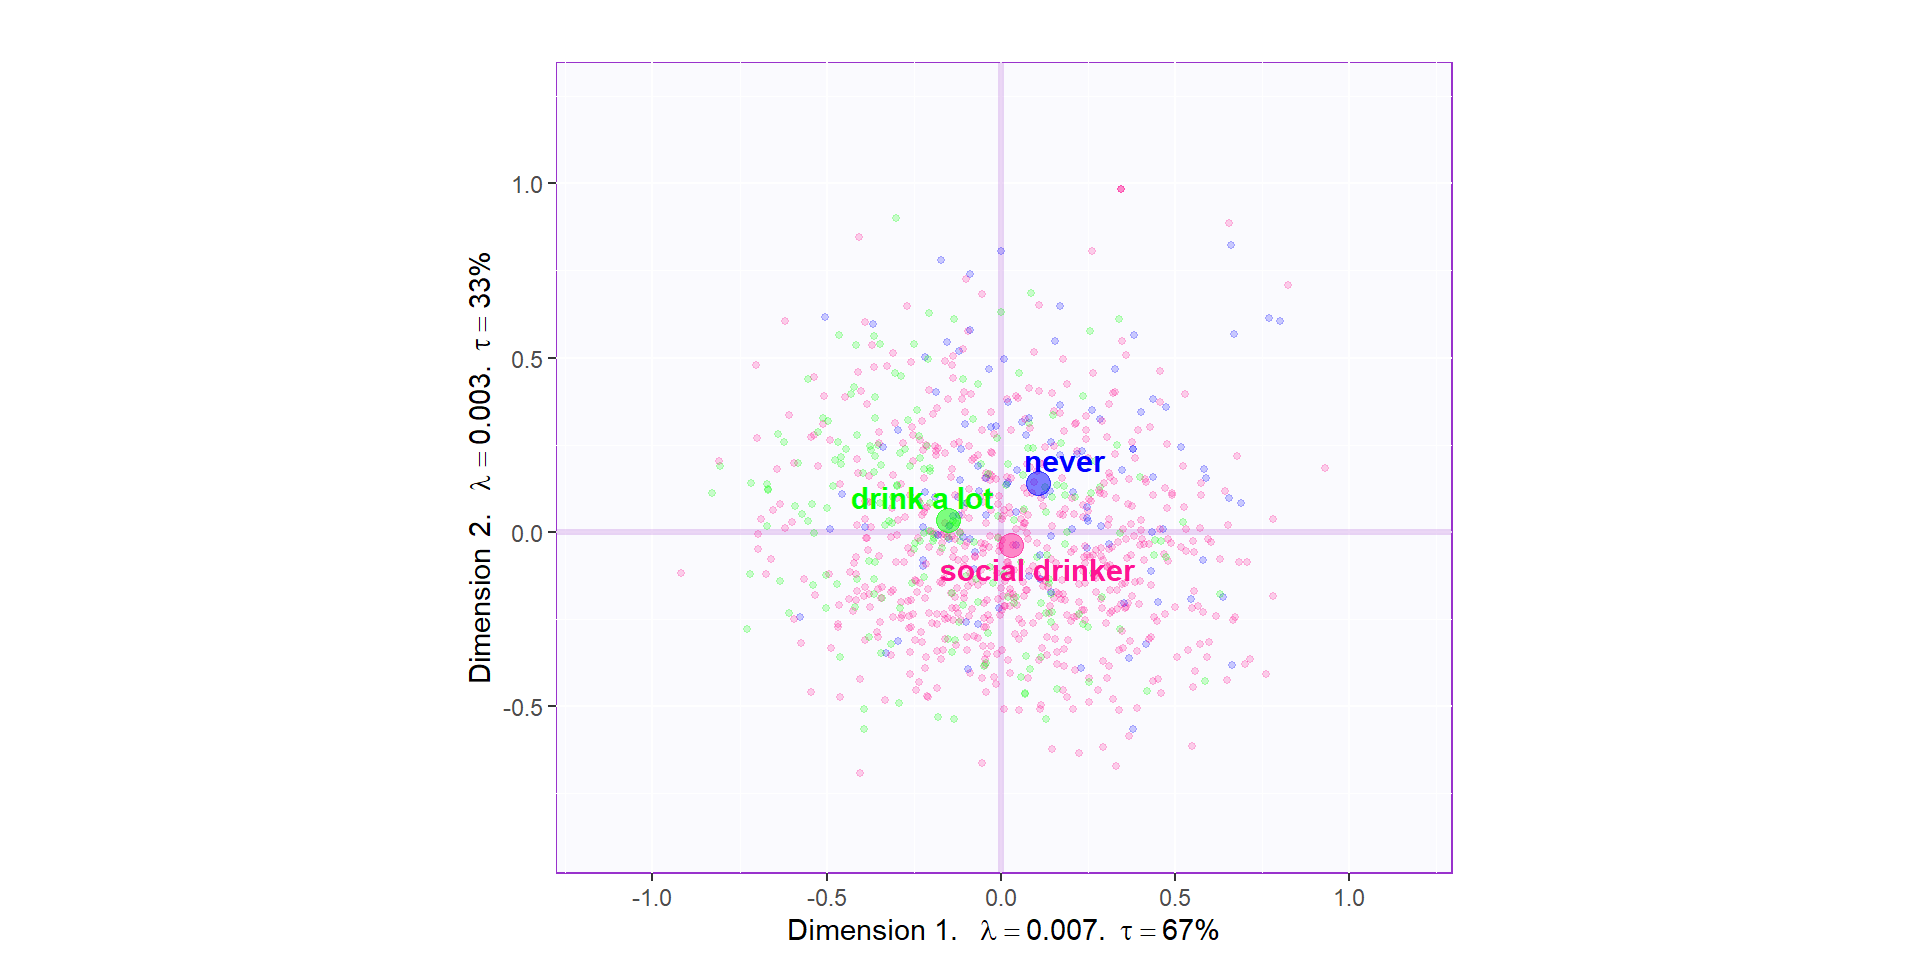 1.0
0.5
0.0
-0.5
Dimension 2. λ = 0.003. τ = 33%
never
drink a lot
social drinker
-1.0 -0.5 0.0 0.5 1.0
Dimension 1. λ = 0.007. τ = 67%